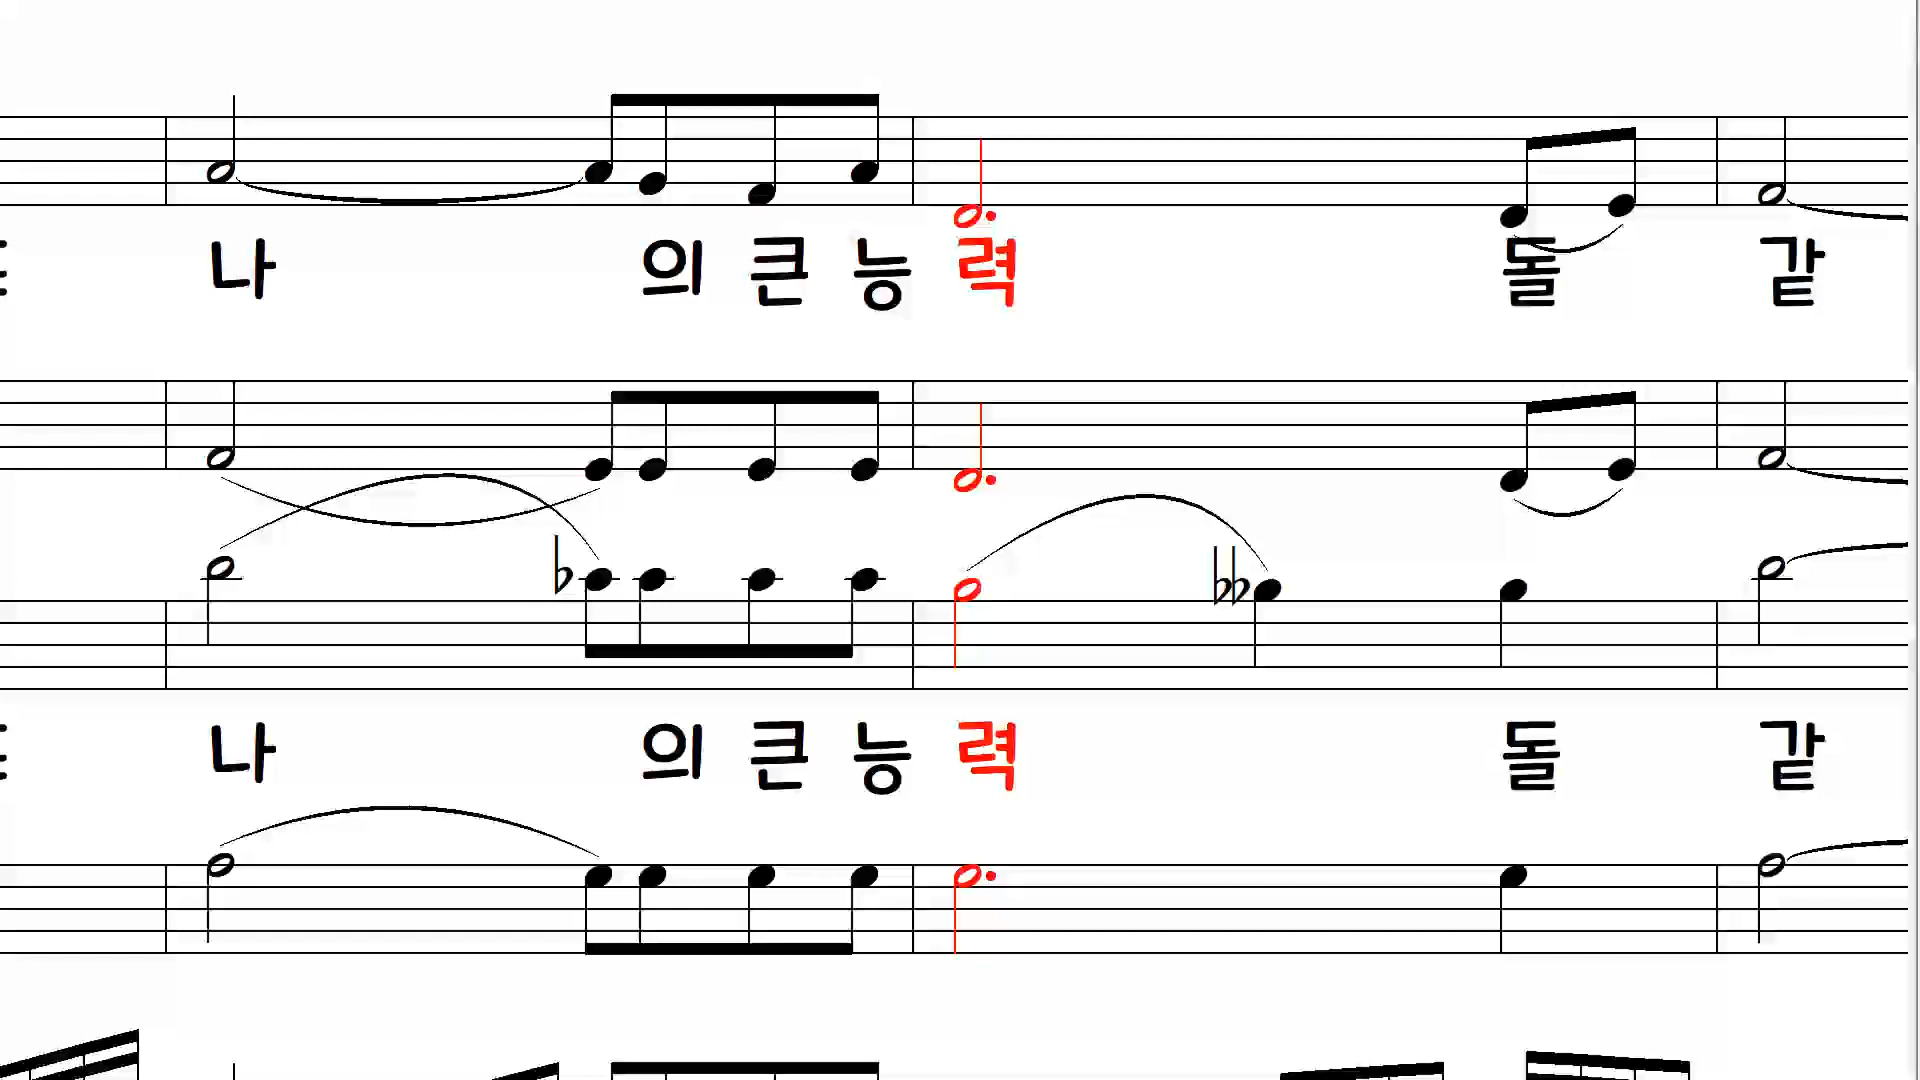 나 의 큰 능 력 돌 같
나 의 큰 능 력 돌 같